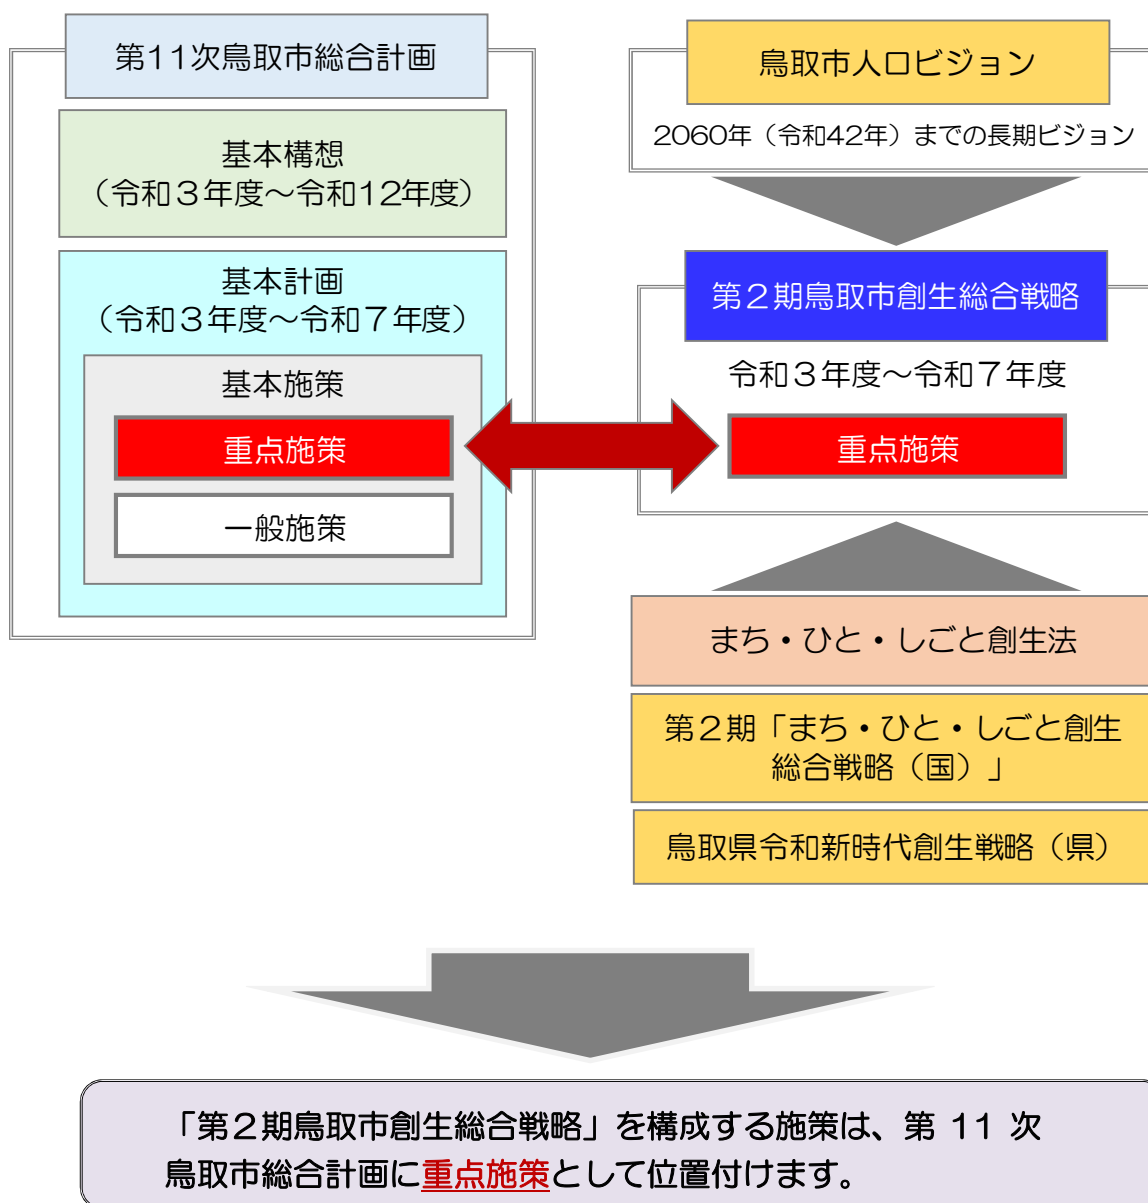 第11次鳥取市総合計画
基本構想
（令和３年度～令和12年度）
基本計画
（令和３年度～令和７年度）
基本施策
重点施策
一般施策
鳥取市人口ビジョン
2060年（令和42年）までの長期ビジョン
第２期鳥取市創生総合戦略
令和３年度～令和７年度
重点施策
まち・ひと・しごと創生法
第２期「まち・ひと・しごと創生
総合戦略（国）」
鳥取県令和新時代創生戦略（県）
「第２期鳥取市創生総合戦略」を構成する施策は、第 11 次
鳥取市総合計画に重点施策として位置付けます。